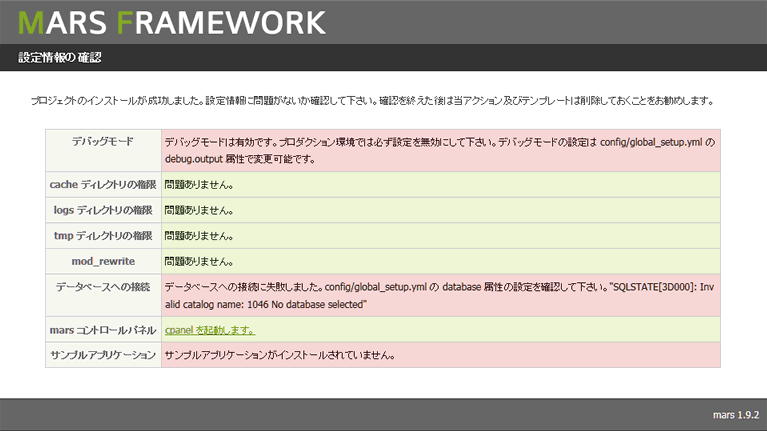 MARS FRAMEWORK
設定情報の確認
プロジェクトのインストールが成功しました。設定情報に問題がないか確認して下さい。確認を終えた後は当アクション及びテンプレートは削除しておくことをお勧めします。
デバッグモード デバッグモードは有効です。プロダクション環境では必ず設定を無効にして下さい。デバッグモードの設定は config/global_setup.yml の
debug.output 属性で変更可能です。
cache ディレクトリの権限 問題ありません。
logs ディレクトリの権限 問題ありません。
tmp ディレクトリの権限 問題ありません。
mod_rewrite 問題ありません。
データベースへの接続 データベースへの接続に失敗しました。config/global_setup.yml の database 属性の設定を確認して下さい。"SQLSTATE[3D000]: Inv
alid catalog name: 1046 No database selected"
mars コントロールパネル cpanel を起動します。
サンプルアプリケーション サンプルアプリケーションがインストールされていません。
mars 1.9.2